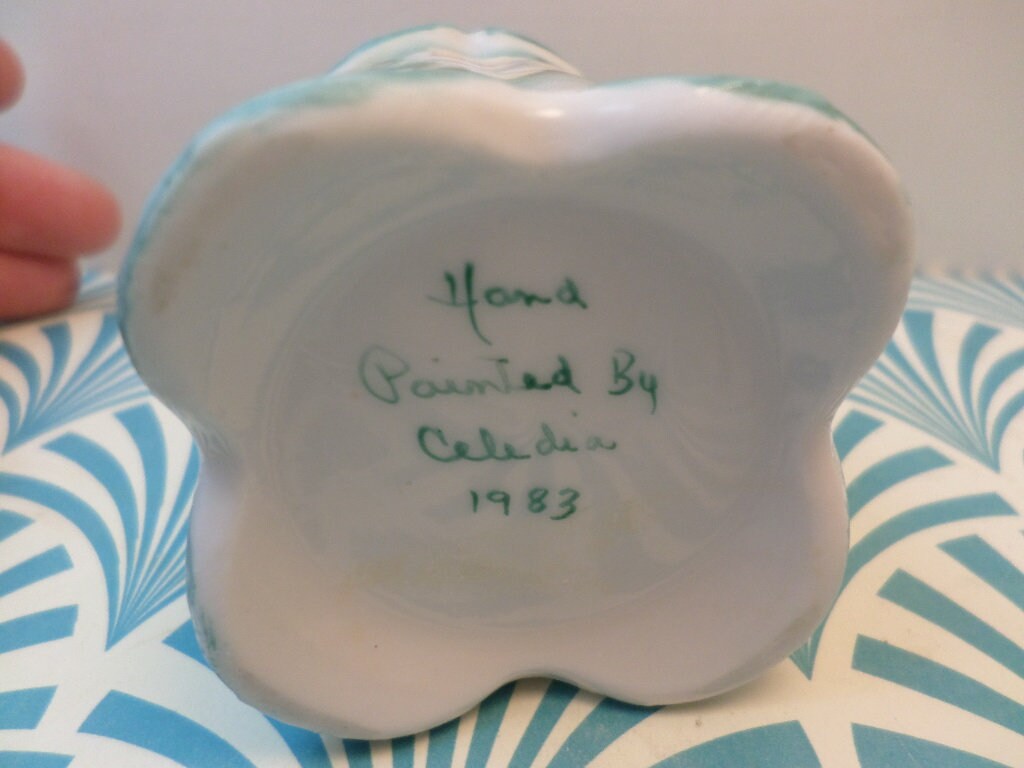 Hand
Painted By
Celedia
1983